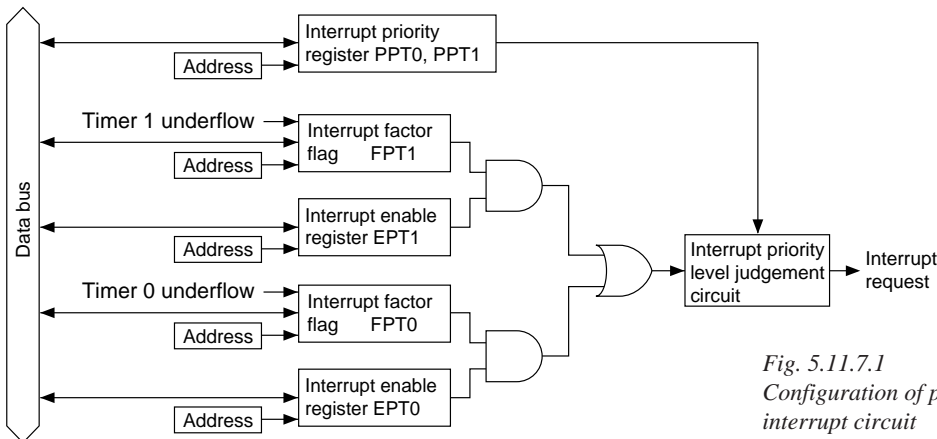 Data bus
Interrupt priority
register PPT0, PPT1
Address
Timer 1 underflow
Interrupt factor
flag FPT1
Address
Interrupt enable
register EPT1
Address
Timer 0 underflow
Interrupt factor
flag FPT0
Address
Interrupt enable
register EPT0
Address
Interrupt priority
level judgement
circuit
Interrupt
request
Fig. 5.11.7.1
Configuration of
interrupt circuit